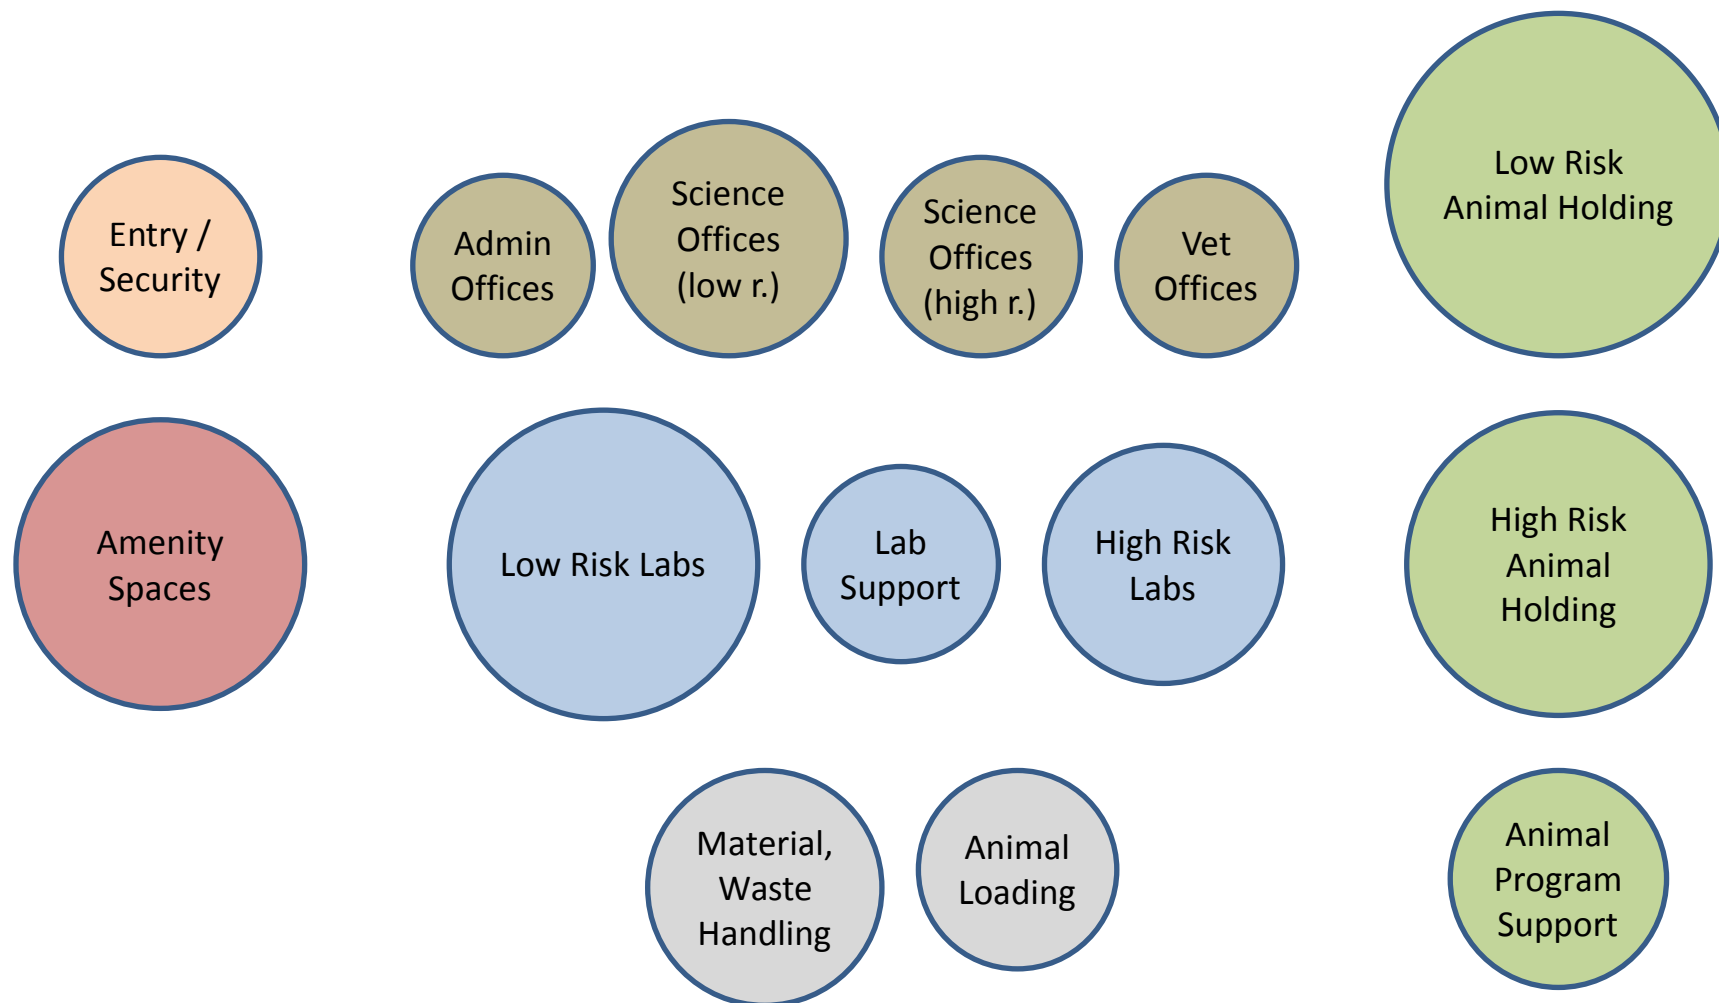 Entry /
Security
Admin
Offices
Science
Offices
(low r.)
Science
Offices
(high r.)
Vet
Offices
Low Risk
Animal Holding
Amenity
Spaces
Low Risk Labs
Lab
Support
High Risk
Labs
High Risk
Animal
Holding
Material,
Waste
Handling
Animal
Loading
Animal
Program
Support